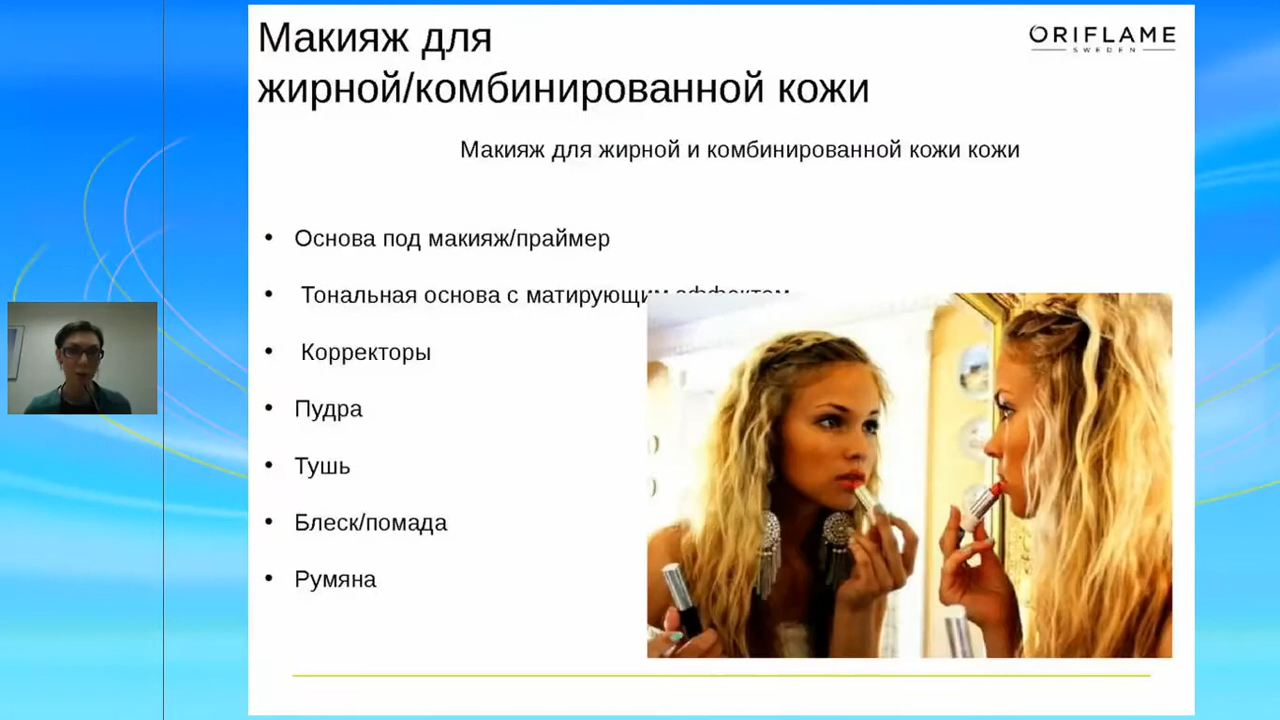 Макияж для
жирной/комбинированной кожи
ORIFLAME
SWEDEN
Макияж для жирной и комбинированной кожи кожи
• Основа под макияж/праймер
• Тональная основа с матирующим эффектом
• Корректоры
• Пудра
• Тушь
• Блеск/помада
• Румяна